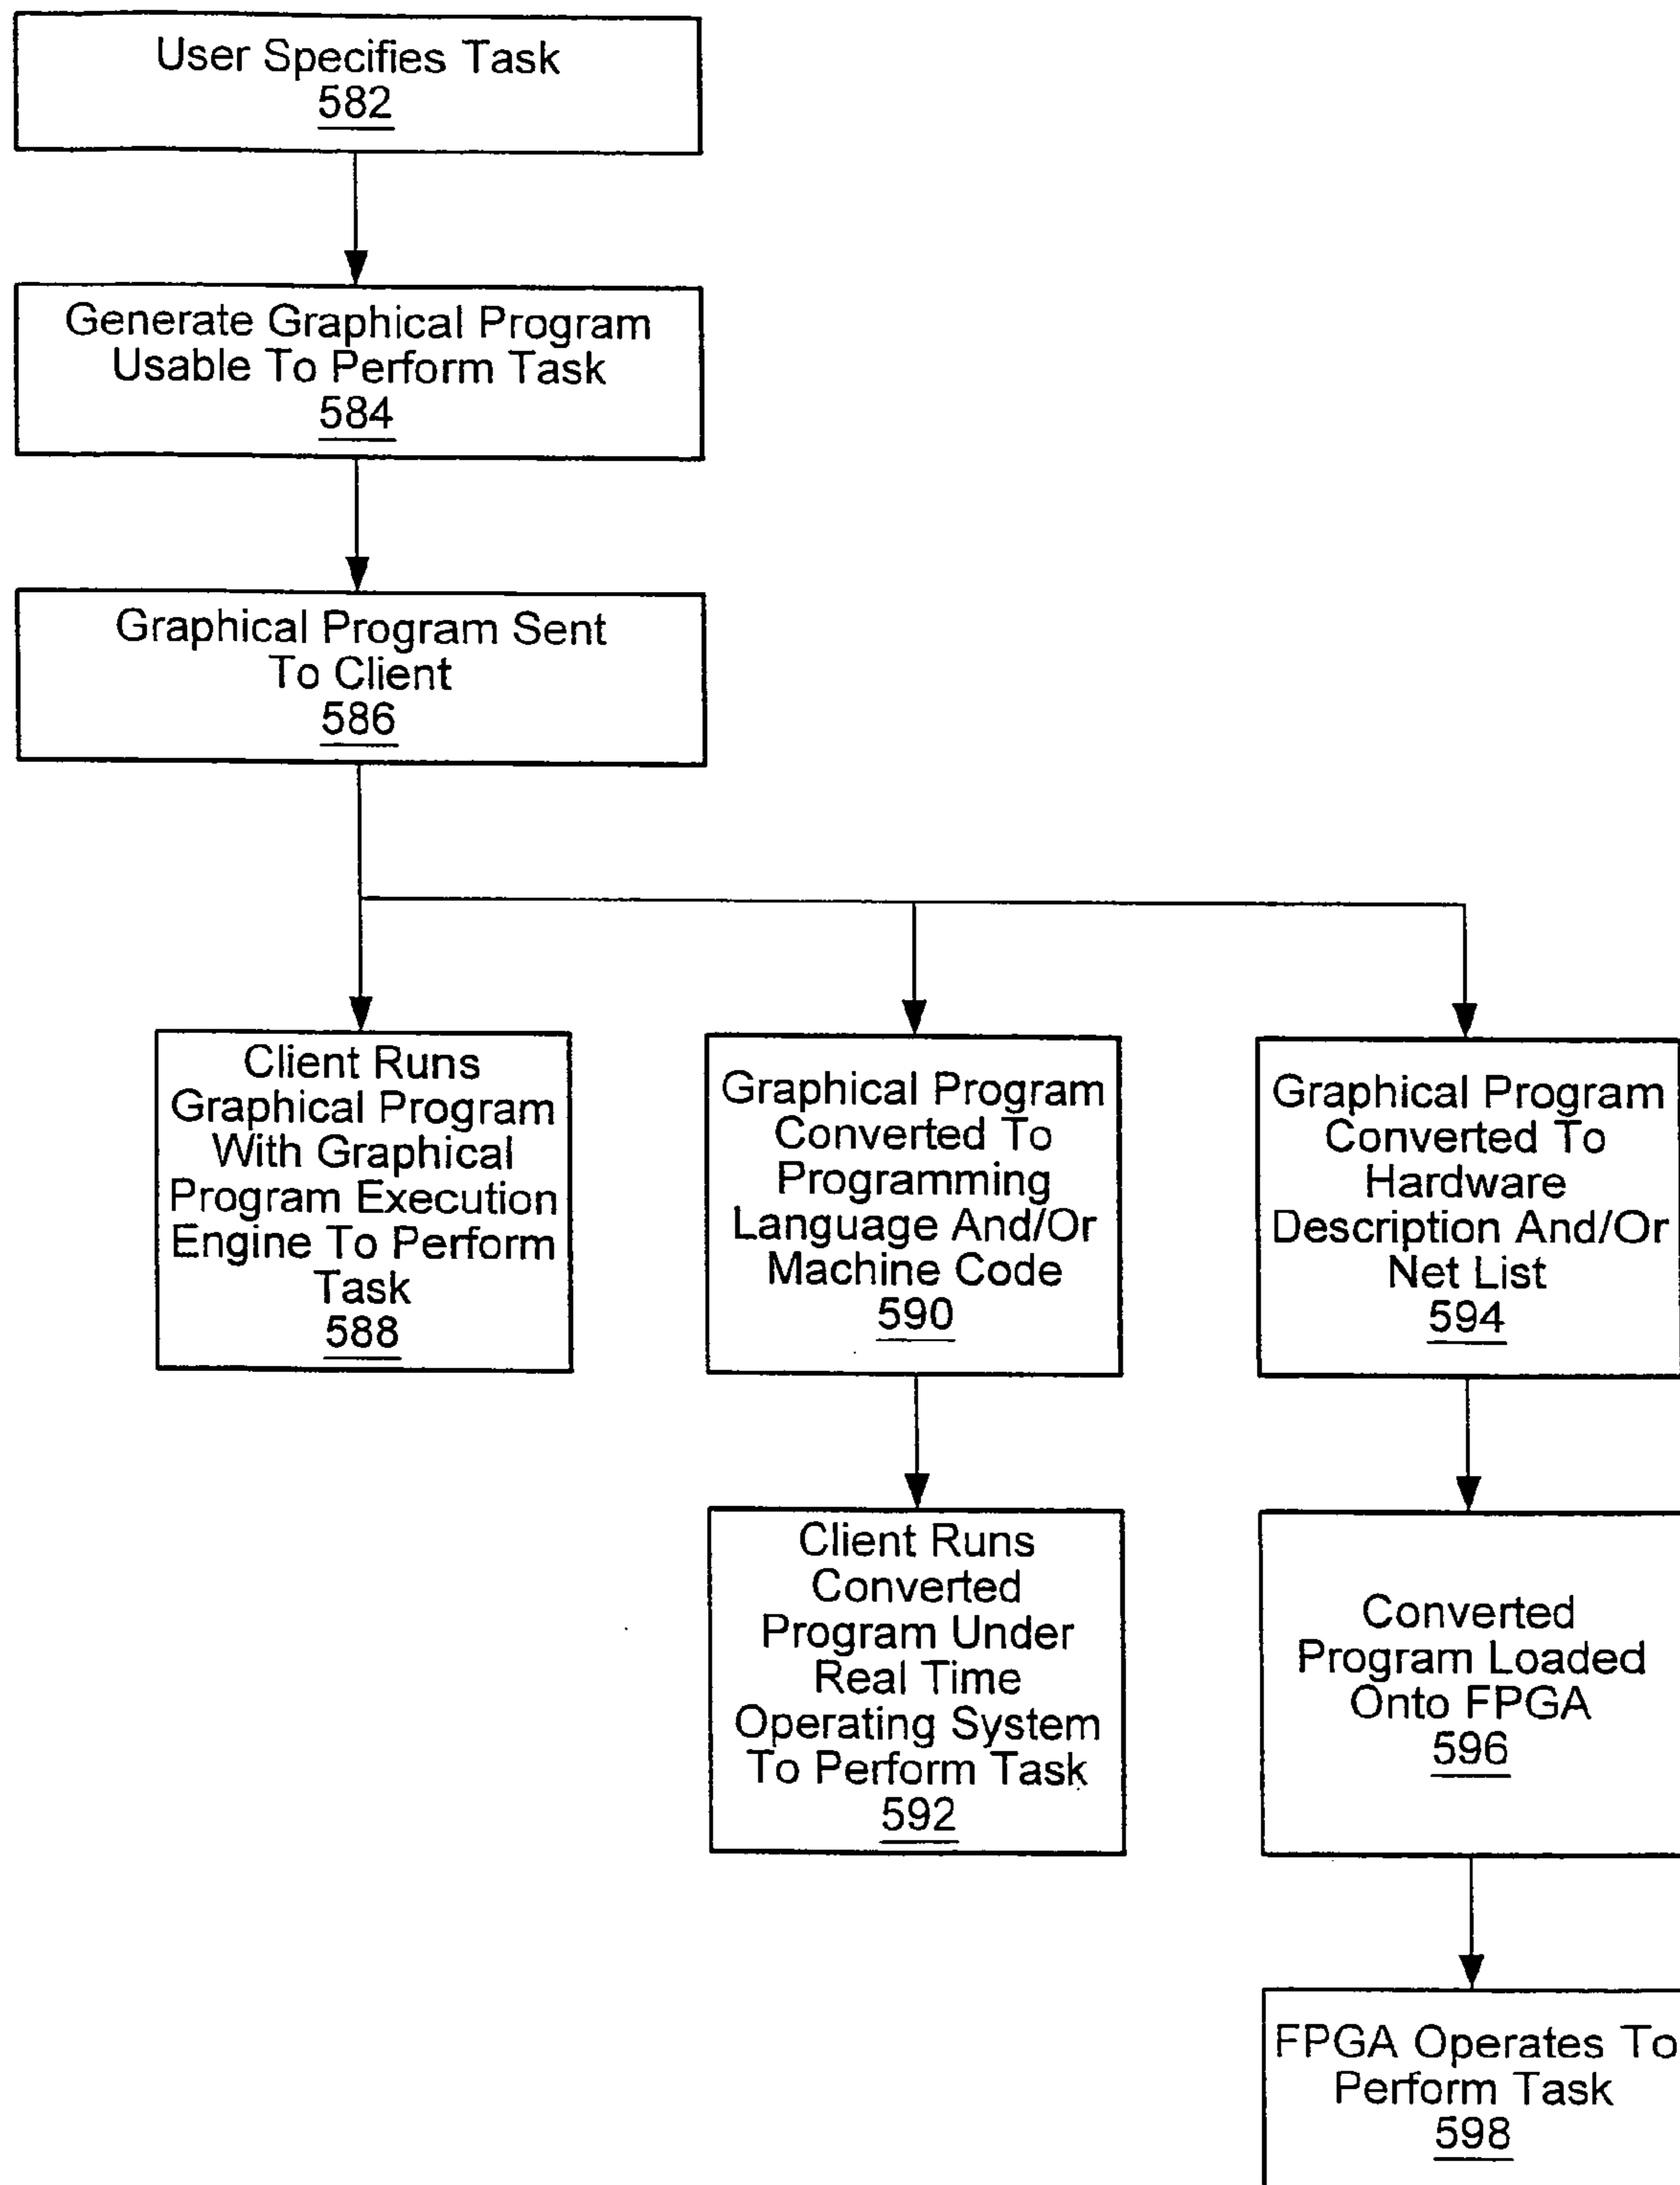 User Specifies Task
582
Generate Graphical Program
Usable To Perform Task
584
Graphical Program Sent
To Client
586
Client Runs
Graphical Program
With Graphical
Program Execution
Engine To Perform
Task
588
Graphical Program
Converted To
Programming
Language And/Or
Machine Code
590
Graphical Program
Converted To
Hardware
Description And/Or
Net List
594
Client Runs
Converted
Program Under
Real Time
Operating System
To Perform Task
592
Converted
Program Loaded
Onto FPGA
596
FPGA Operates To
Perform Task
598